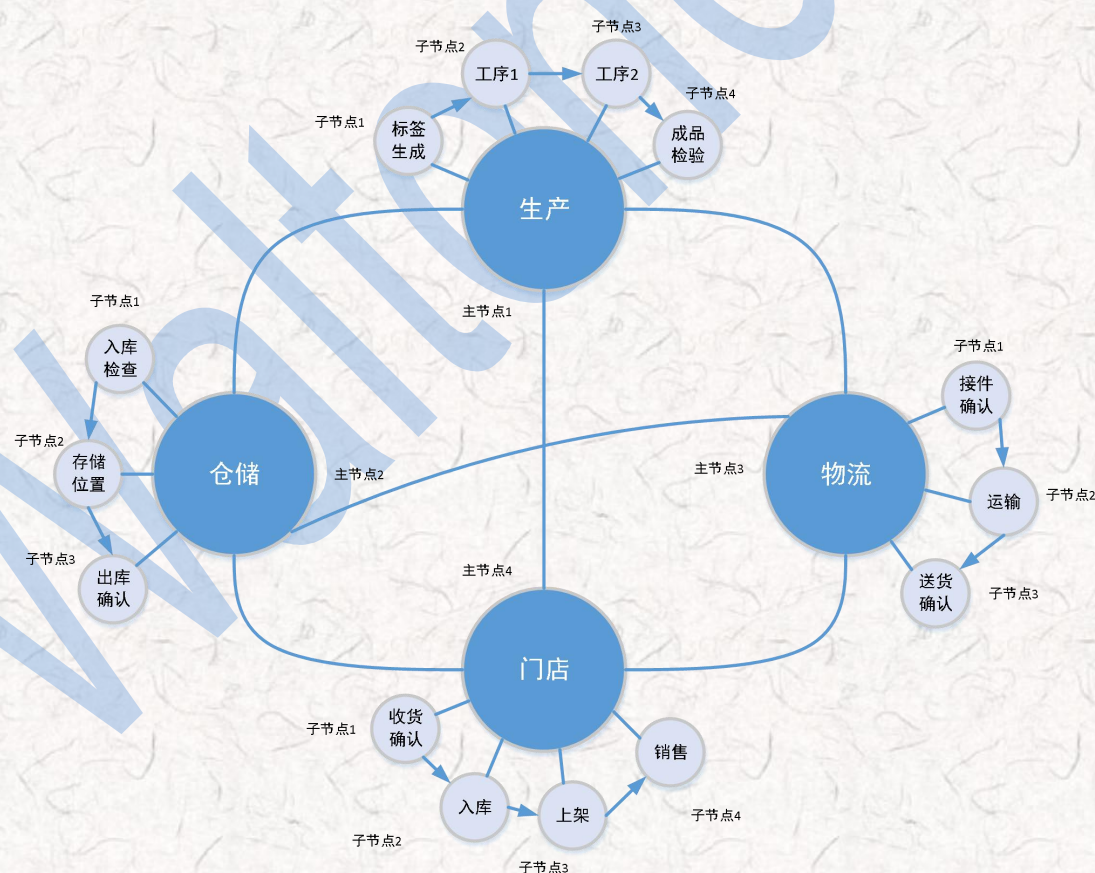 子节点3
子节点2
工序1
工序2
子节点4
子节点1
标签
生成
成品
检验
生产
子节点1
主节点1
入库
检查
子节点1
接件
确认
子节点2
存储
位置
仓储
主节点2
主节点3
物流
运输
子节点2
子节点3
出库
确认
主节点4
送货
确认
子节点3
门店
收货
确认
子节点1
销售
入库
上架
子节点4
子节点2
子节点3